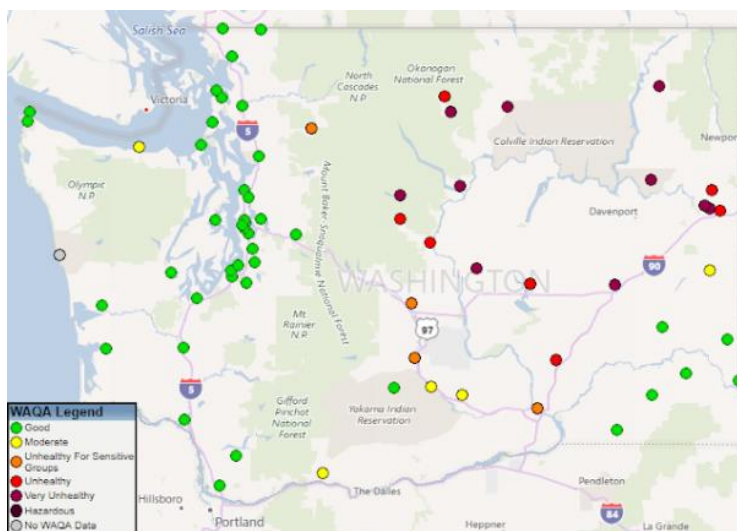 Salish Sea
Victoria
North
Cascades N.P.
Okanogan
National Forest
5
Colville Indian Reservation
Newpor
Olympic
N.P.
Mount Baker Snoqualmie National Forest
Davenport
90
WASHINGTON
Mt
Rainier
N.P.
97
5
Gifford
Pinchot
National
Forest
Yakama Indian
Reservation
WAQA Legend
Good
Moderate
Unhealthy For Sensitive
Groups
Unhealthy
Very Unhealthy
Hazardous
No WAQA Data
Hillsboro
Portland
The Dalles
Pendleton
84
Heppner
La Grande